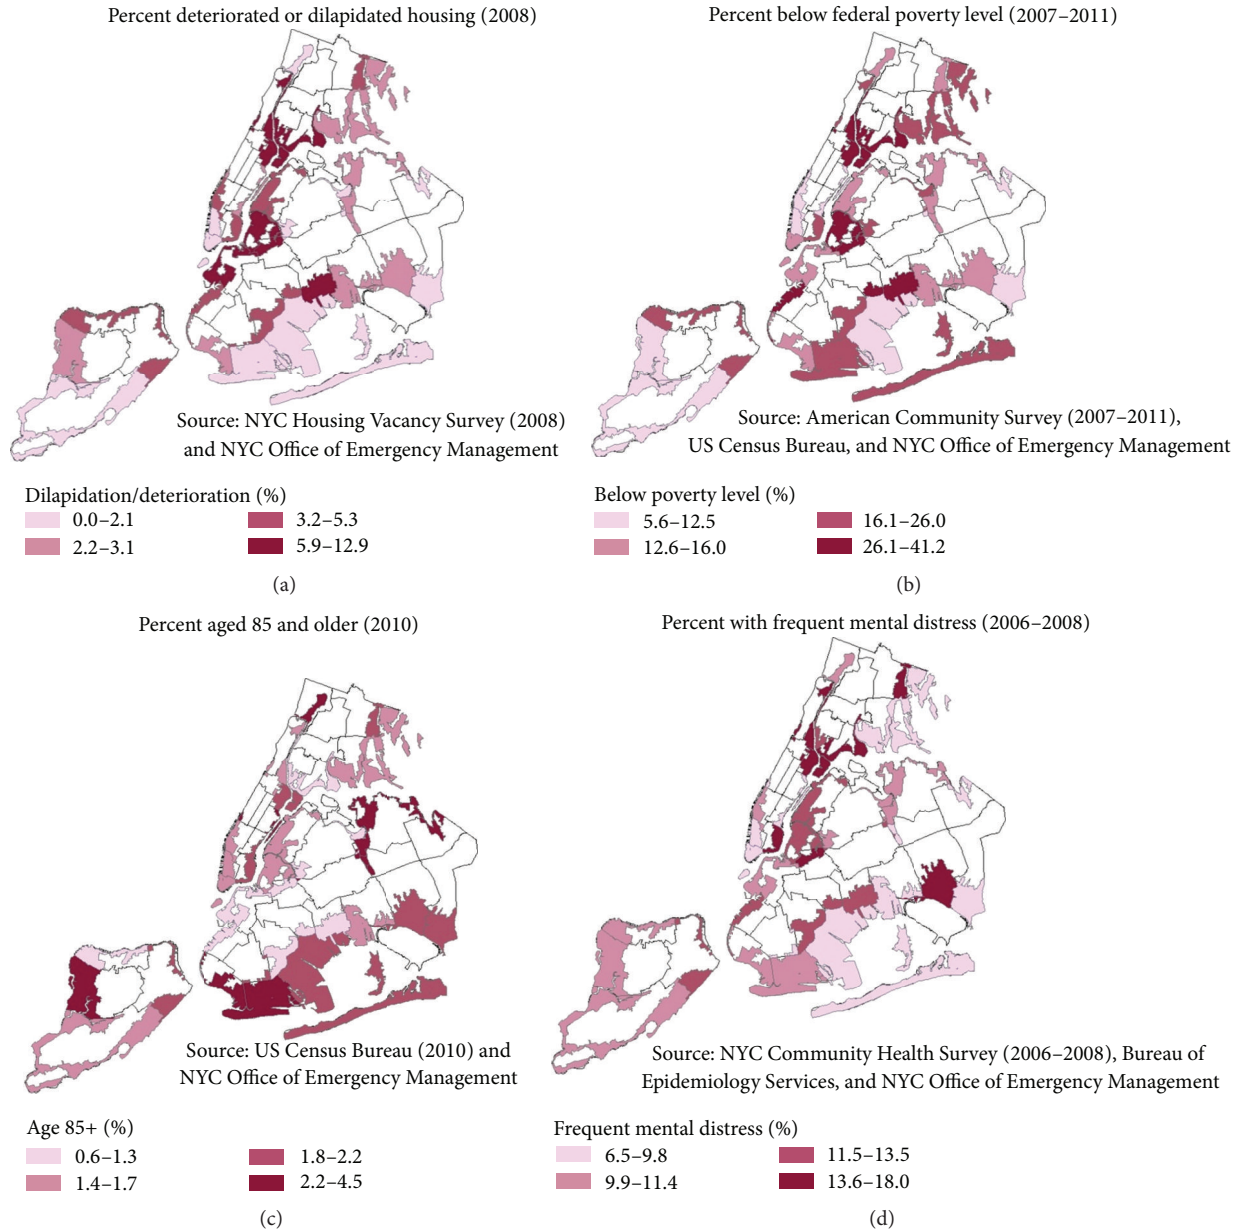 Percent deteriorated or dilapidated housing (2008)
Source: NYC Housing Vacancy Survey (2008)
and NYC Office of Emergency Management
Dilapidation/deterioration (%)
0.0–2.1
2.2–3.1
3.2–5.3
5.9–12.9
(a)
Percent below federal poverty level (2007–2011)
Source: American Community Survey (2007–2011),
US Census Bureau, and NYC Office of Emergency Management
Below poverty level (%)
5.6–12.5
12.6–16.0
16.1–26.0
26.1–41.2
(b)
Percent aged 85 and older (2010)
Source: US Census Bureau (2010) and
NYC Office of Emergency Management
Age 85+ (%)
0.6–1.3
1.4–1.7
1.8–2.2
2.2–4.5
(c)
Percent with frequent mental distress (2006–2008)
Source: NYC Community Health Survey (2006–2008), Bureau of
Epidemiology Services, and NYC Office of Emergency Management
Frequent mental distress (%)
6.5–9.8
9.9–11.4
11.5–13.5
13.6–18.0
(d)